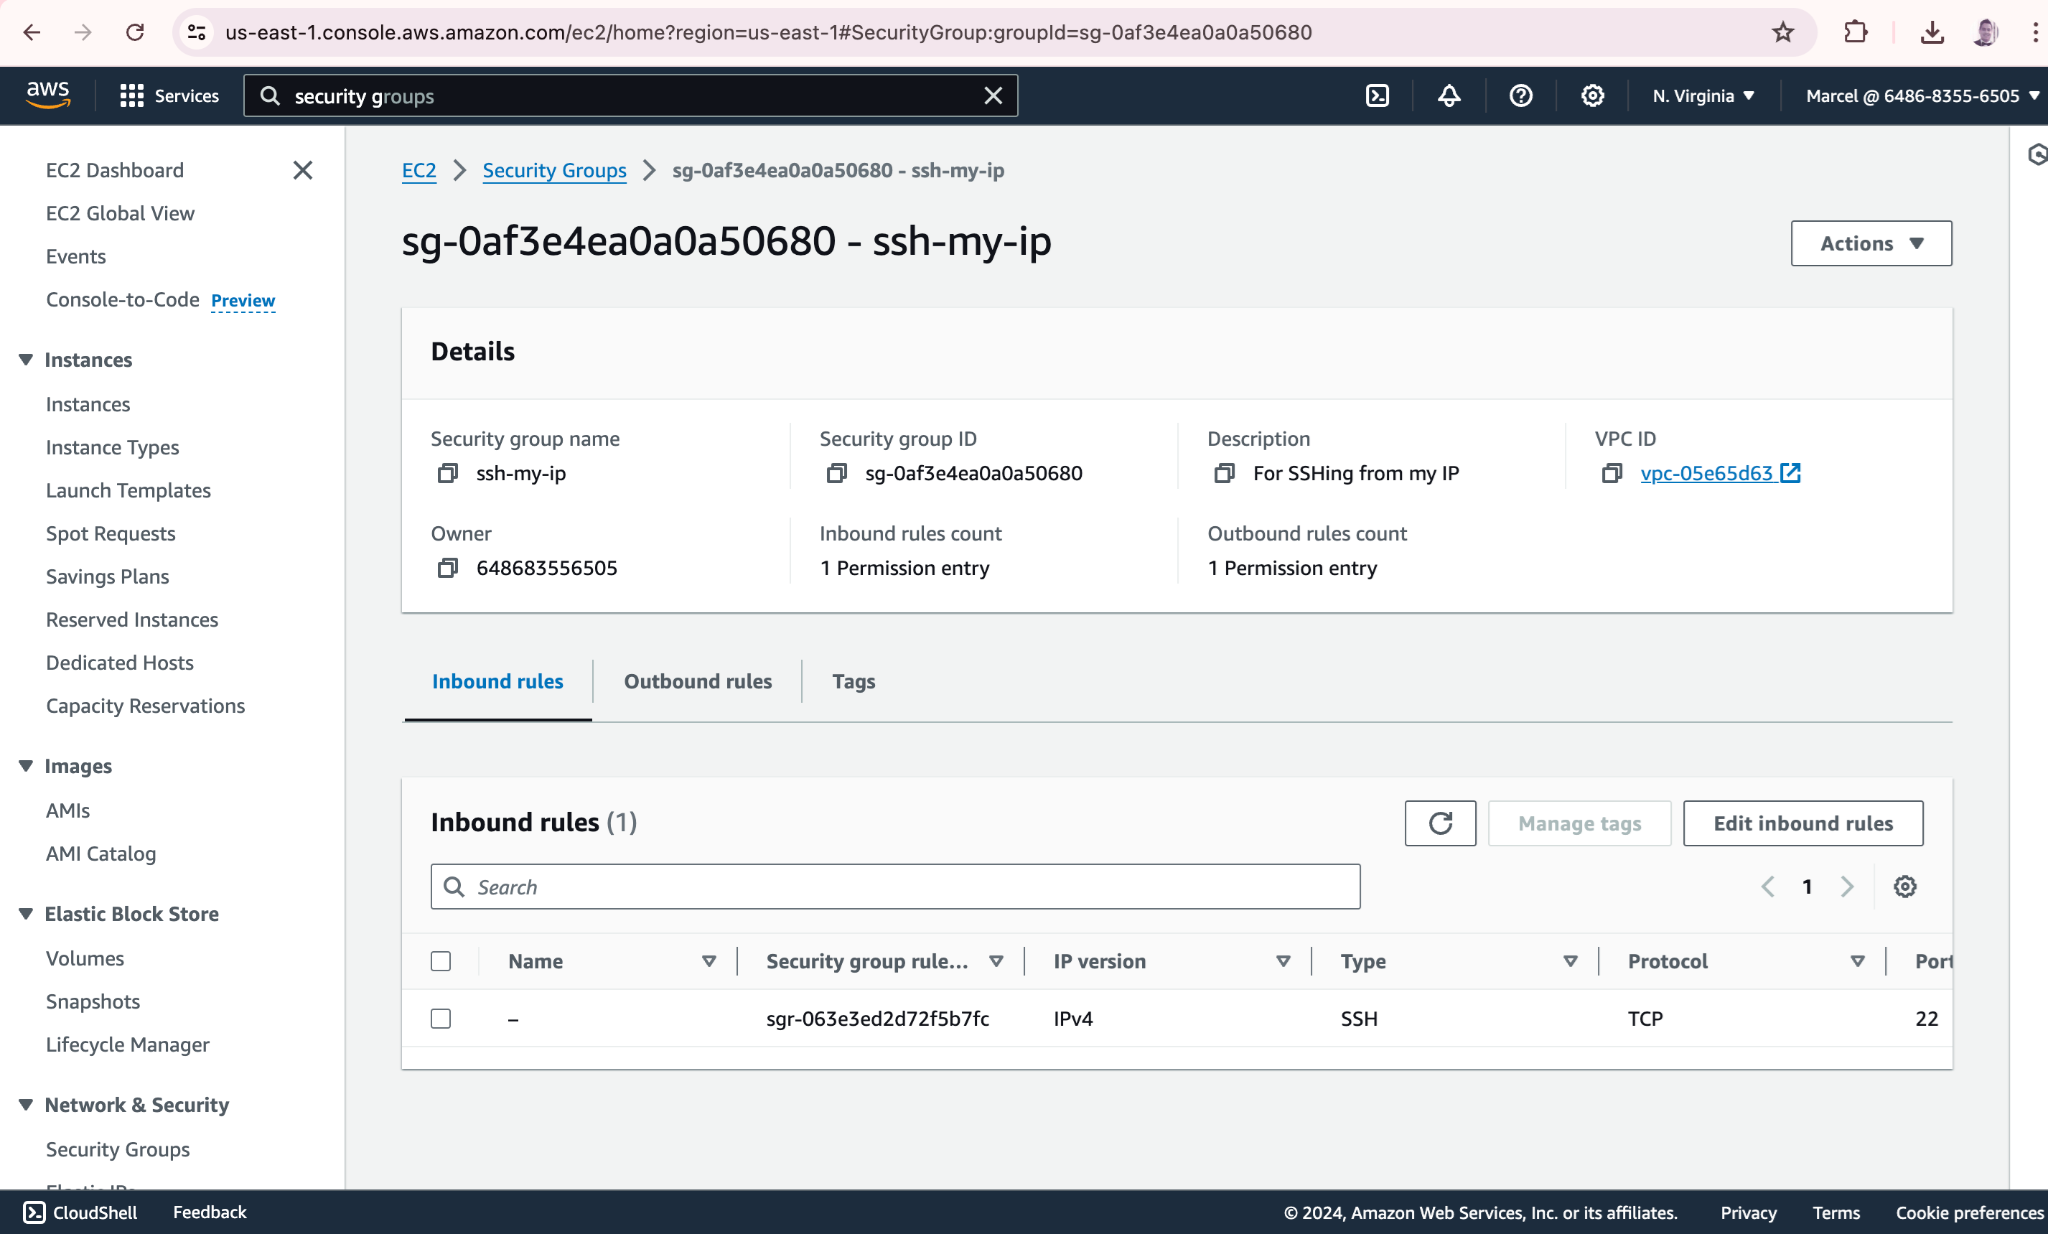 us-east-1.console.aws.amazon.com/ec2/home?region=us-east-1#SecurityGroup:groupId=sg-0af3e4ea0a0a50680
aws
Services
security groups
N. Virginia
Marcel @ 6486-8355-6505
EC2 Dashboard
EC2 Global View
Events
Console-to-Code Preview
Instances
Instances
Instance Types
Launch Templates
Spot Requests
Savings Plans
Reserved Instances
Dedicated Hosts
Capacity Reservations
Images
AMIs
AMI Catalog
Elastic Block Store
Volumes
Snapshots
Lifecycle Manager
Network & Security
Security Groups
EC2 > Security Groups > sg-0af3e4ea0a0a50680 - ssh-my-ip
sg-0af3e4ea0a0a50680 - ssh-my-ip
Actions
Details
Security group name
ssh-my-ip
Security group ID
sg-0af3e4ea0a0a50680
Description
For SSHing from my IP
VPC ID
vpc-05e65d63
Owner
648683556505
Inbound rules count
1 Permission entry
Outbound rules count
1 Permission entry
Inbound rules
Outbound rules
Tags
Inbound rules (1)
Manage tags
Edit inbound rules
Search
1
Name Security group rule... IP version Type Protocol Port
– sgr-063e3ed2d72f5b7fc IPv4 SSH TCP 22
CloudShell
Feedback
© 2024, Amazon Web Services, Inc. or its affiliates.
Privacy
Terms
Cookie preferences